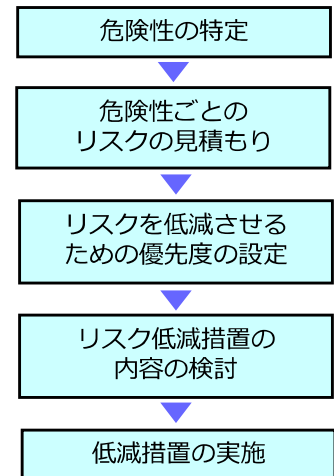 危険性の特定
危険性ごとの
リスクの見積もり
リスクを低減させる
ための優先度の設定
リスク低減措置の
内容の検討
低減措置の実施